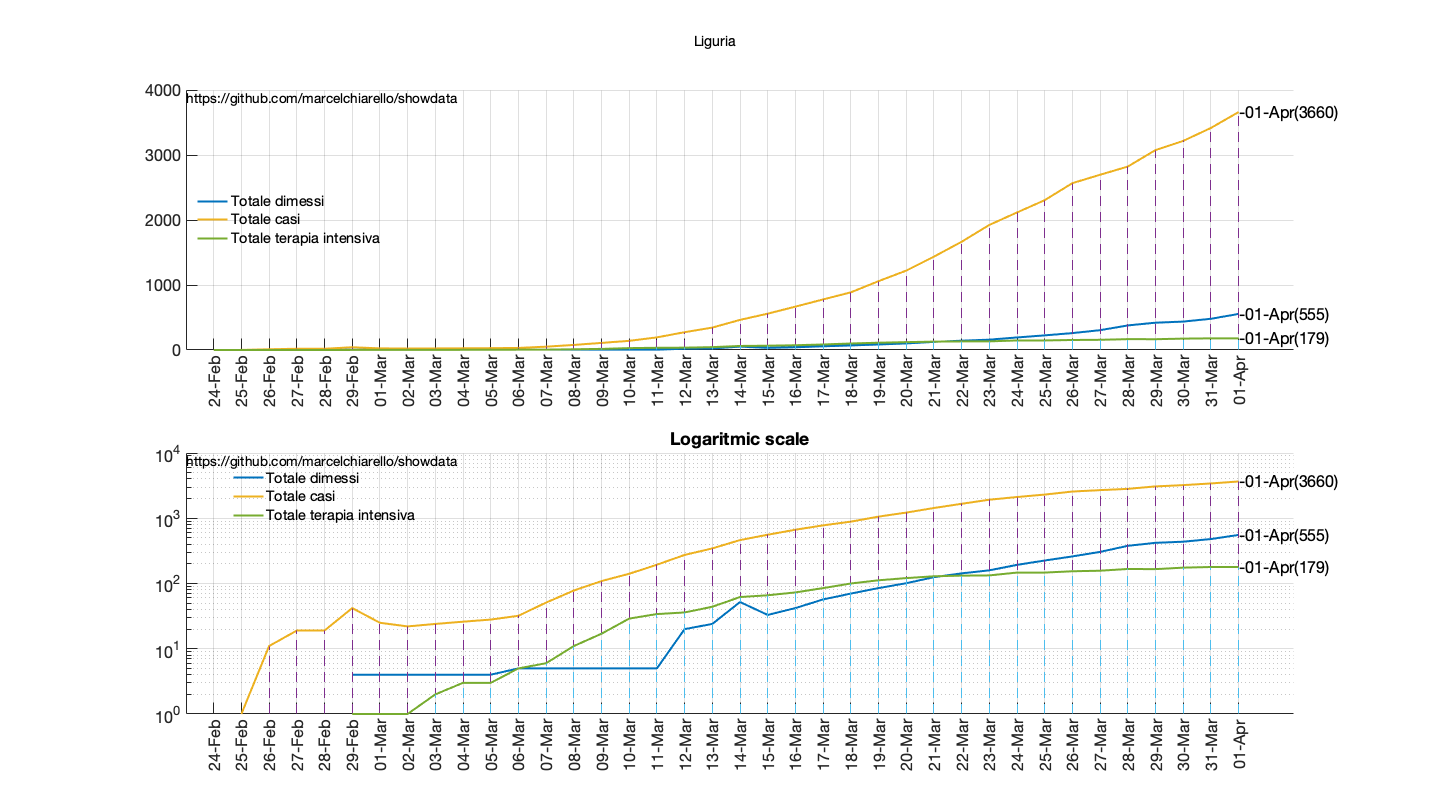 Liguria
4000
https://github.com/marcelchiarello/showdata
-01-Apr(3660)
3000
Totale dimessi
2000
Totale casi
Totale terapia intensiva
1000
-01-Apr(555)
-01-Apr(179)
0
24-Feb 25-Feb 26-Feb 27-Feb 28-Feb 29-Feb 01-Mar 02-Mar 03-Mar 04-Mar 05-Mar 06-Mar 07-Mar 08-Mar 09-Mar 10-Mar 11-Mar 12-Mar 13-Mar 14-Mar 15-Mar 16-Mar 17-Mar 18-Mar 19-Mar 20-Mar 21-Mar 22-Mar 23-Mar 24-Mar 25-Mar 26-Mar 27-Mar 28-Mar 29-Mar 30-Mar 31-Mar 01-Apr
Logaritmic scale
10^4
https://github.com/marcelchiarello/showdata
Totale dimessi
-01-Apr(3660)
Totale casi
Totale terapia intensiva
10^3
-01-Apr(555)
-01-Apr(179)
10^2
10^1
10^0
24-Feb 25-Feb 26-Feb 27-Feb 28-Feb 29-Feb 01-Mar 02-Mar 03-Mar 04-Mar 05-Mar 06-Mar 07-Mar 08-Mar 09-Mar 10-Mar 11-Mar 12-Mar 13-Mar 14-Mar 15-Mar 16-Mar 17-Mar 18-Mar 19-Mar 20-Mar 21-Mar 22-Mar 23-Mar 24-Mar 25-Mar 26-Mar 27-Mar 28-Mar 29-Mar 30-Mar 31-Mar 01-Apr